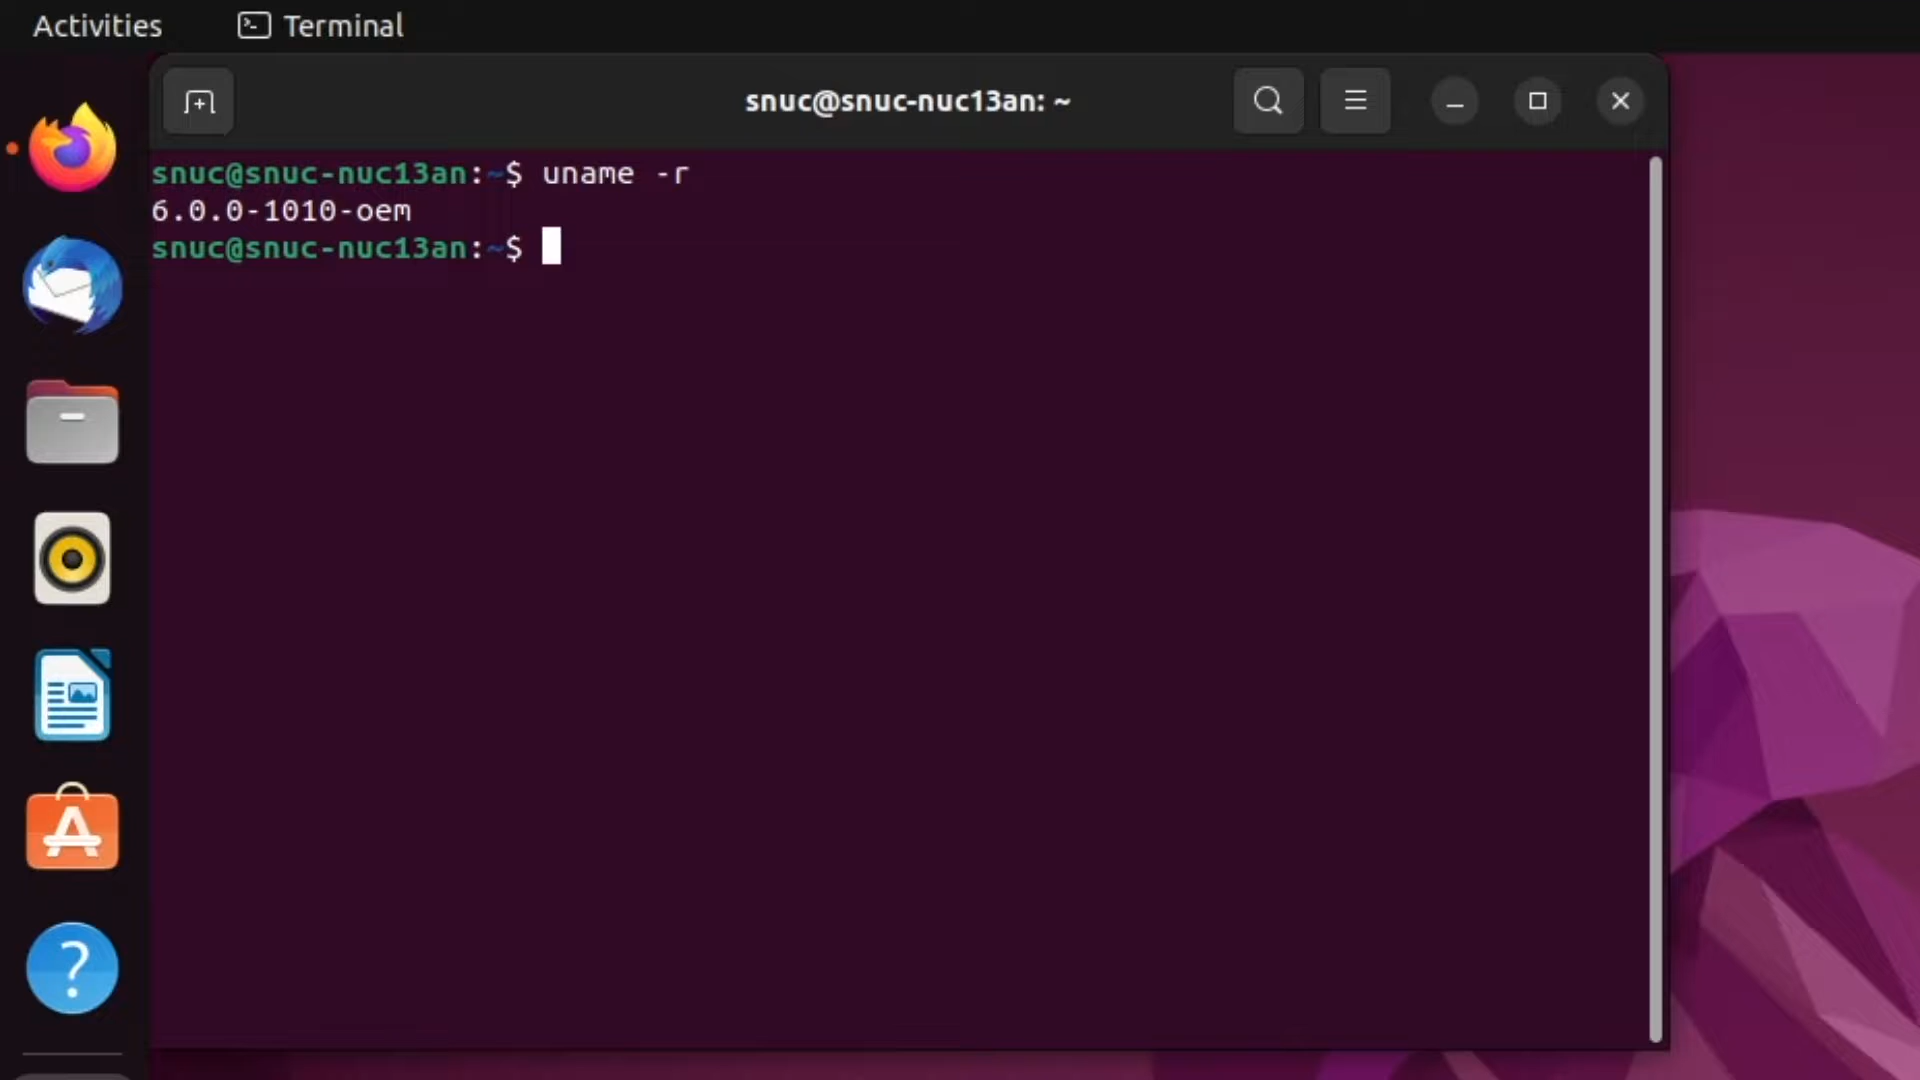 Activities
Terminal
snuc@snuc-nuc13an: ~
snuc@snuc-nuc13an:~$ uname -r
6.0.0-1010-oem
snuc@snuc-nuc13an:~$